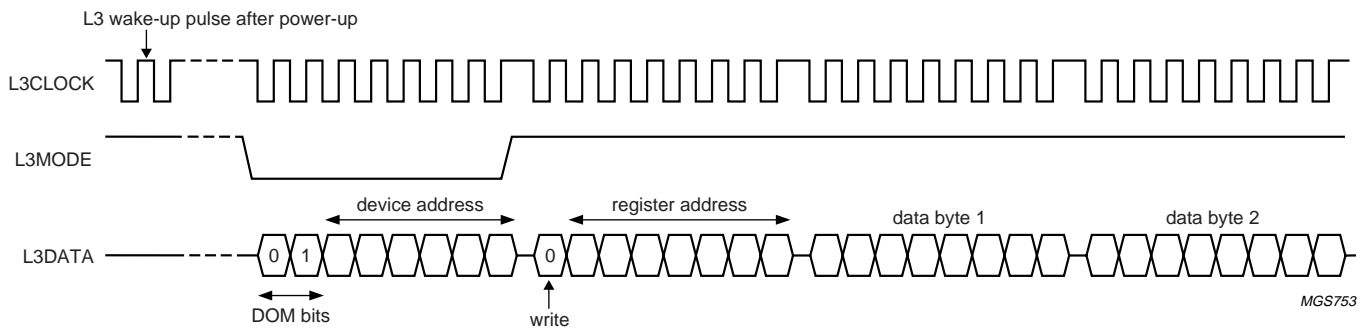 L3 wake-up pulse after power-up
L3CLOCK
L3MODE
device address
register address
data byte 1
data byte 2
L3DATA
0
1
0
DOM bits
write
MGS753